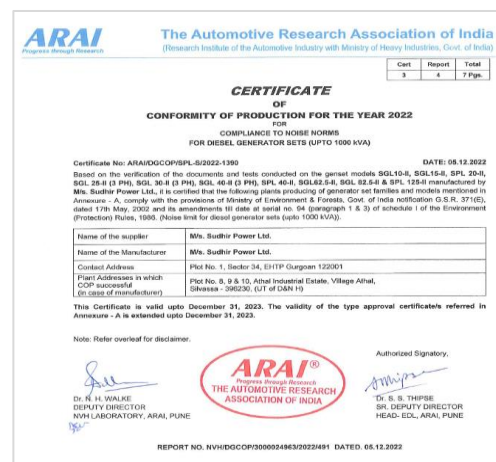 ARAI
Progress through Research
The Automotive Research Association of India
(Research Institute of the Automotive Industry with Ministry of Heavy Industries, Govt. of India)
Cert Report Total
3 4 7 Pgs.
CERTIFICATE
OF
CONFORMITY OF PRODUCTION FOR THE YEAR 2022
FOR
COMPLIANCE TO NOISE NORMS
FOR DIESEL GENERATOR SETS (UPTO 1000 kVA)
Certificate No: ARAI/DGCOP/SPL-S/2022-1390 DATE: 05.12.2022
Based on the verification of the documents and tests conducted on the genset models SGL10-II, SGL15-II, SPL 20-II,
SGL 25-II (3 PH), SGL 30-II (3 PH), SGL 40-II (3 PH), SPL 40-II, SGL62.5-II, SGL 82.5-II & SPL 125-II manufactured by
M/s. Sudhir Power Ltd., it is certified that the following plants producing of generator set families and models mentioned in
Annexure - A, comply with the provisions of Ministry of Environment & Forests, Govt. of India notification G.S.R. 371(E),
dated 17th May, 2002 and its amendments till date at serial no. 94 (paragraph 1 & 3) of schedule I of the Environment
(Protection) Rules, 1986. (Noise limit for diesel generator sets (upto 1000 kVA)).
Name of the supplier M/s. Sudhir Power Ltd.
Name of the Manufacturer M/s. Sudhir Power Ltd.
Contact Address Plot No. 1, Sector 34, EHTP Gurgoan 122001
Plant Addresses in which
COP successful
(in case of manufacturer)
Plot No. 8, 9 & 10, Athal Industrial Estate, Village Athal,
Silvassa - 396230, (UT of D&N H)
This Certificate is valid upto December 31, 2023. The validity of the type approval certificate/s referred in
Annexure - A is extended upto December 31, 2023.
Note: Refer overleaf for disclaimer.
Authorized Signatory,
ARAI®
Progress through Research
THE AUTOMOTIVE RESEARCH
ASSOCIATION OF INDIA
Dr. N. H. WALKE
DEPUTY DIRECTOR
NVH LABORATORY, ARAI, PUNE
Dr. S. S. THIPSE
SR. DEPUTY DIRECTOR
HEAD- EDL, ARAI, PUNE
REPORT NO. NVH/DGCOP/3000024963/2022/491 DATED. 05.12.2022